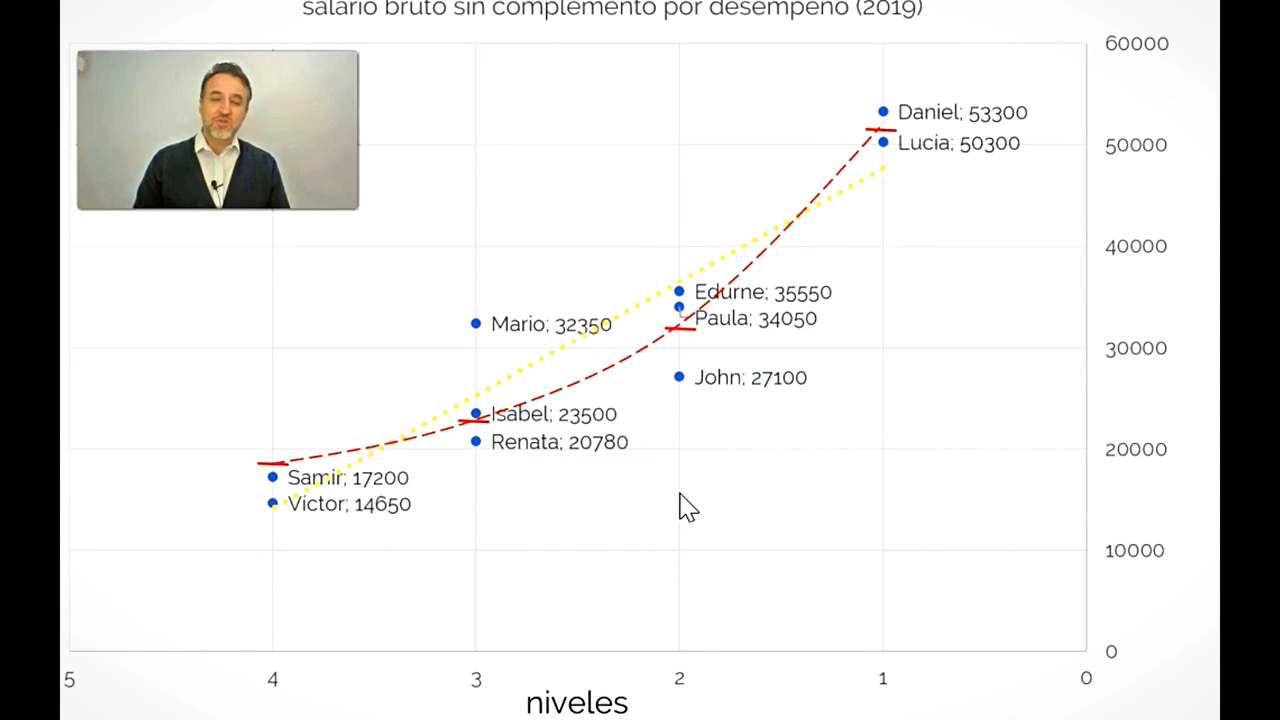 salario bruto sin complemento por desempeño (2019)
60000
Daniel; 53300
50000
Lucía; 50300
40000
Edurne; 35550
Paula; 34050
Mario; 32350
30000
John; 27100
Isabel; 23500
Renata; 20780
20000
Samir; 17200
Víctor; 14650
10000
0
5 4 3 2 1 0
niveles